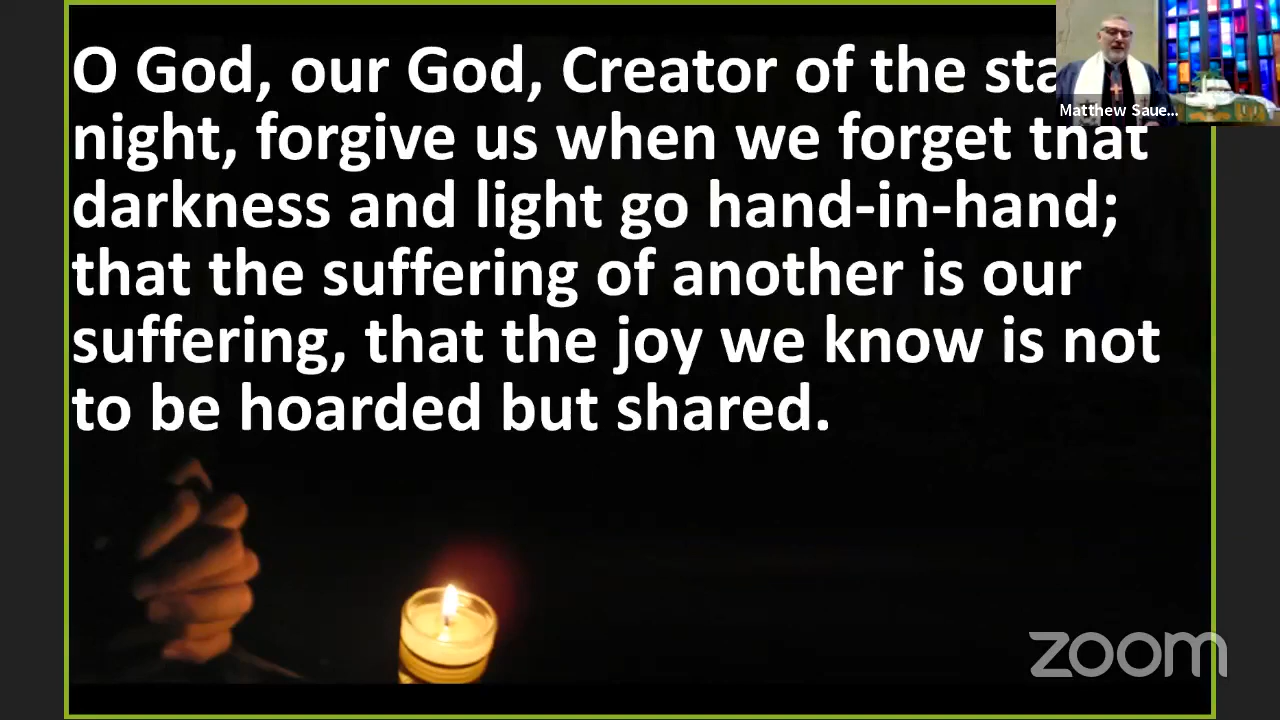 O God, our God, Creator of the
night, forgive us when we forget that
darkness and light go hand-in-hand;
that the suffering of another is our
suffering, that the joy we know is not
to be hoarded but shared.
Matthew Saue...
zoom